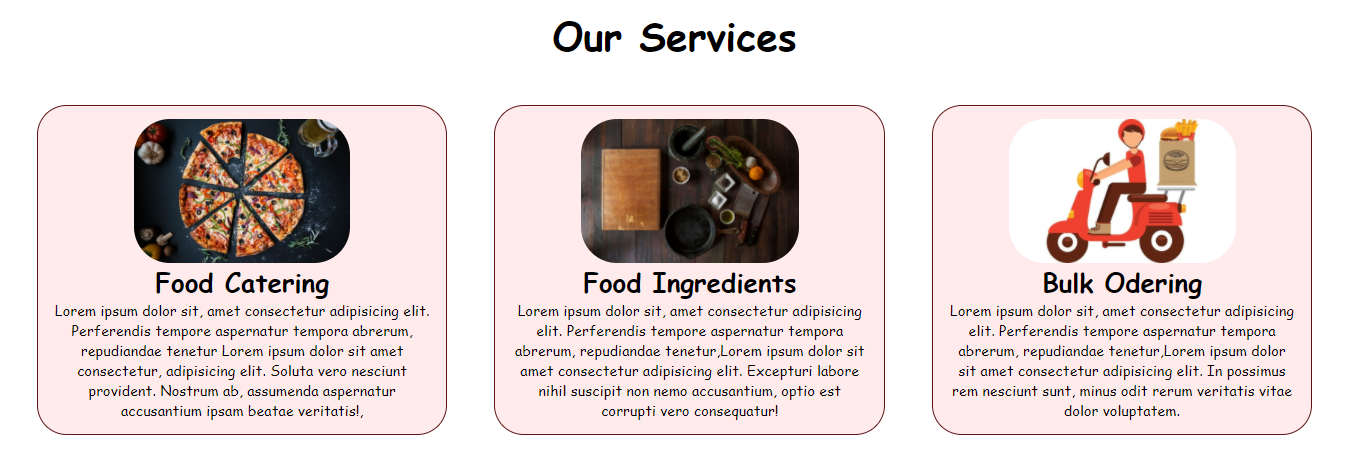 Our Services
Food Catering
Lorem ipsum dolor sit, amet consectetur adipisicing elit.
Perferendis tempore aspernatur tempora abrerum,
repudiandae tenetur Lorem ipsum dolor sit amet
consectetur, adipisicing elit. Soluta vero nesciunt
provident. Nostrum ab, assumenda aspernatur
accusantium ipsam beatae veritatis!,
Food Ingredients
Lorem ipsum dolor sit, amet consectetur adipisicing
elit. Perferendis tempore aspernatur tempora
abrerum, repudiandae tenetur,Lorem ipsum dolor sit
amet consectetur adipisicing elit. Excepturi labore
nihil suscipit non nemo accusantium, optio est
corrupti vero consequatur!
Bulk Odering
Lorem ipsum dolor sit, amet consectetur adipisicing
elit. Perferendis tempore aspernatur tempora
abrerum, repudiandae tenetur,Lorem ipsum dolor
sit amet consectetur adipisicing elit. In possimus
rem nesciunt sunt, minus odit rerum veritatis vitae
dolor voluptatem.